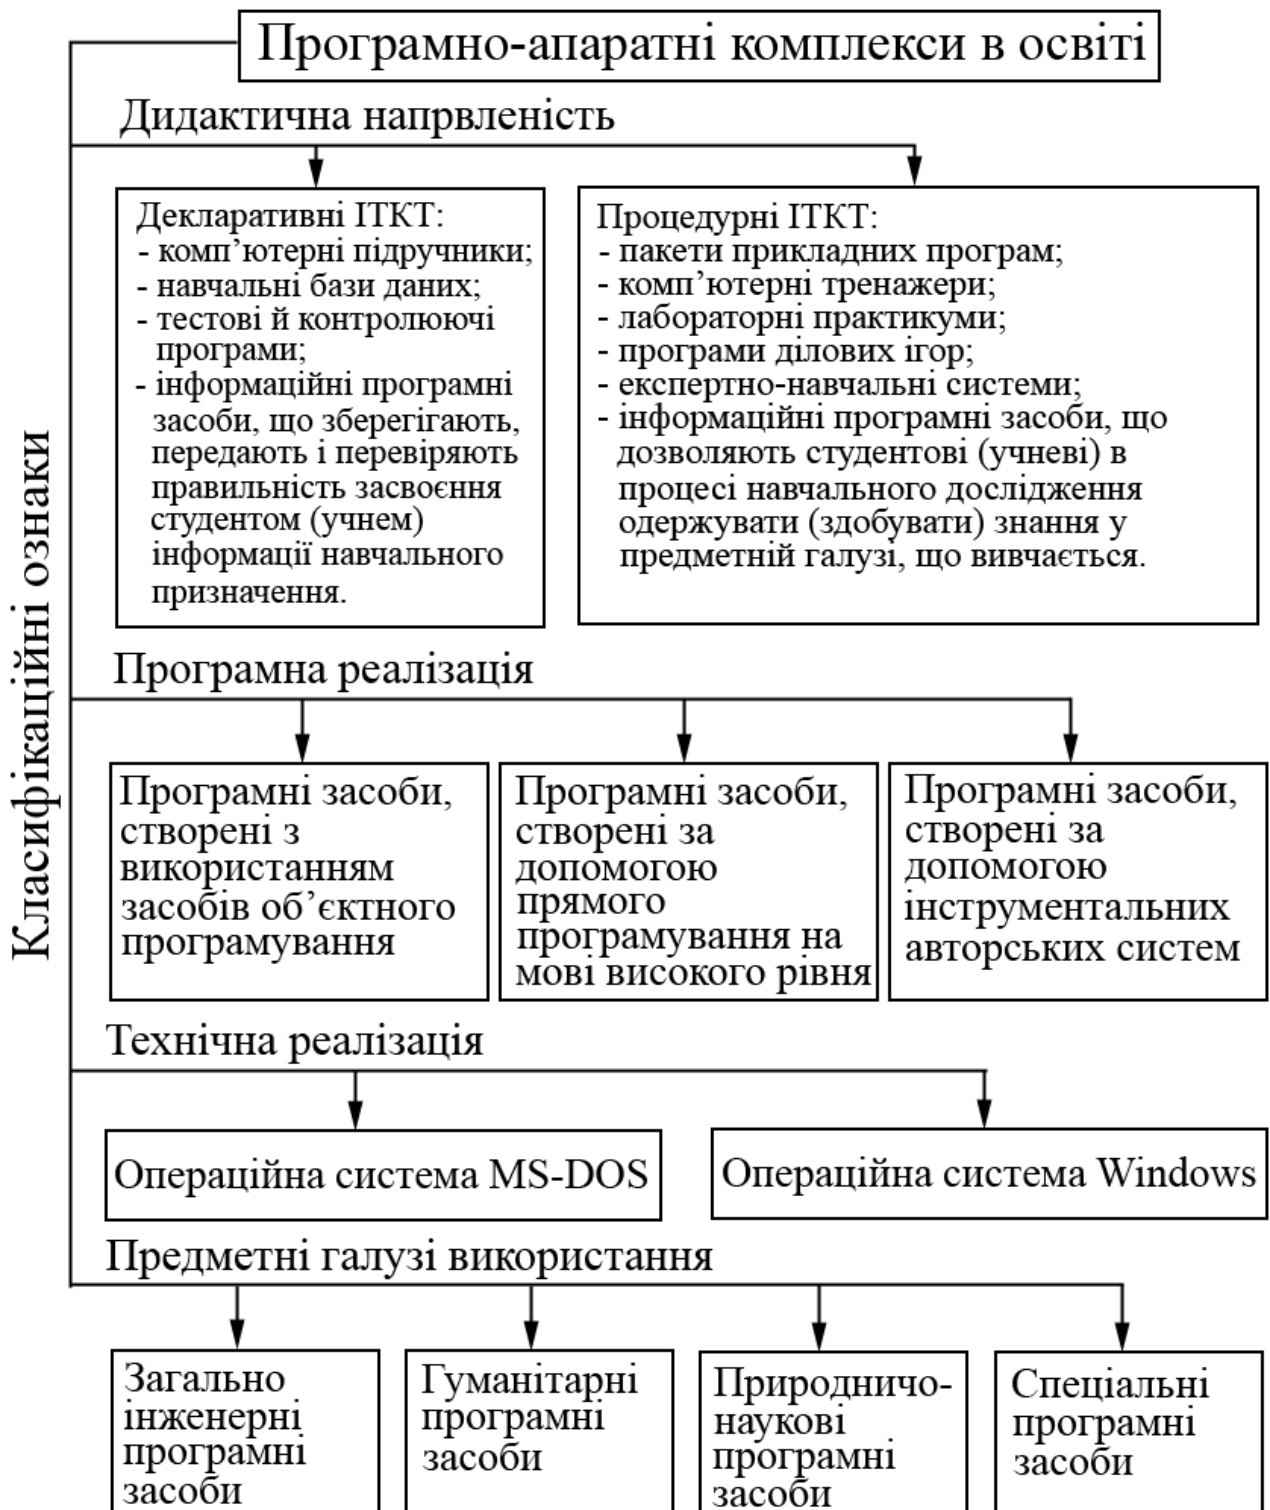 Програмно-апаратні комплекси в освіті
Класифікаційні ознаки
Дидактична напрвленість
Декларативні ІТКТ:
- комп’ютерні підручники;
- навчальні бази даних;
- тестові й контролюючі
програми;
- інформаційні програмні
засоби, що зберегігають,
передають і перевіряють
правильність засвоєння
студентом (учнем)
інформації навчального
призначення.
Процедурні ІТКТ:
- пакети прикладних програм;
- комп’ютерні тренажери;
- лабораторні практикуми;
- програми ділових ігор;
- експертно-навчальні системи;
- інформаційні програмні засоби, що
дозволяють студентові (учневі) в
процесі навчального дослідження
одержувати (здобувати) знання у
предметній галузі, що вивчається.
Програмна реалізація
Програмні засоби,
створені з
використанням
засобів об’єктного
програмування
Програмні засоби,
створені за
допомогою
прямого
програмування на
мові високого рівня
Програмні засоби,
створені за
допомогою
інструментальних
авторських систем
Технічна реалізація
Операційна система MS-DOS
Операційна система Windows
Предметні галузі використання
Загально
інженерні
програмні
засоби
Гуманітарні
програмні
засоби
Природничо-
наукові
програмні
засоби
Спеціальні
програмні
засоби